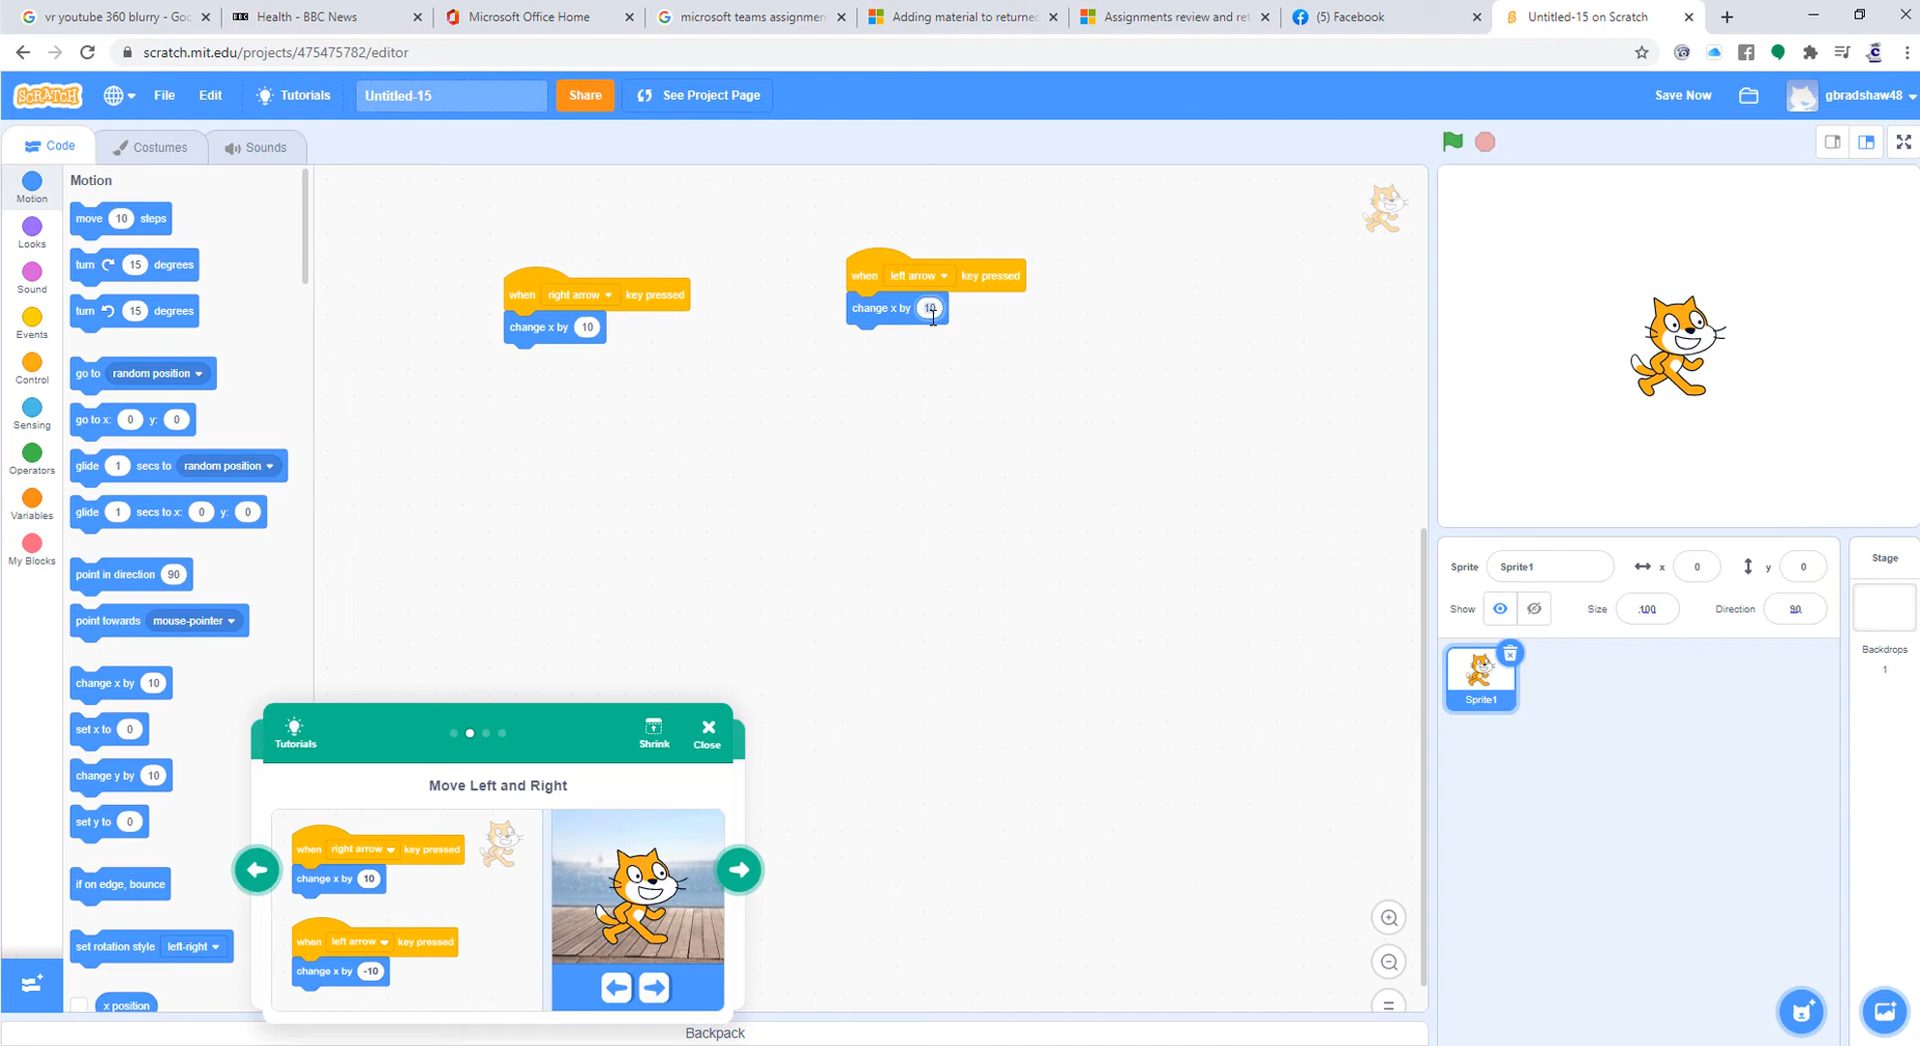 vr youtube 360 blurry - Goo
Health - BBC News
Microsoft Office Home
microsoft teams assignmen
Adding material to returned
Assignments review and ret
(5) Facebook
Untitled-15 on Scratch
scratch.mit.edu/projects/475475782/editor
SCRATCH
File
Edit
Tutorials
Untitled-15
Share
See Project Page
Save Now
gbradshaw48
Code
Costumes
Sounds
Motion
Looks
Sound
Events
Control
Sensing
Operators
Variables
My Blocks
Motion
move 10 steps
turn 15 degrees
turn 15 degrees
go to random position
go to x: 0 y: 0
glide 1 secs to random position
glide 1 secs to x: 0 y: 0
point in direction 90
point towards mouse-pointer
change x by 10
set x to 0
change y by 10
set y to 0
if on edge, bounce
set rotation style left-right
x position
when right arrow key pressed
change x by 10
when left arrow key pressed
change x by 10
Tutorials
Shrink
Close
Move Left and Right
when right arrow key pressed
change x by 10
when left arrow key pressed
change x by -10
Backpack
Sprite Sprite1 x 0 y 0
Show Size 100 Direction 90
Sprite1
Stage
Backdrops
1